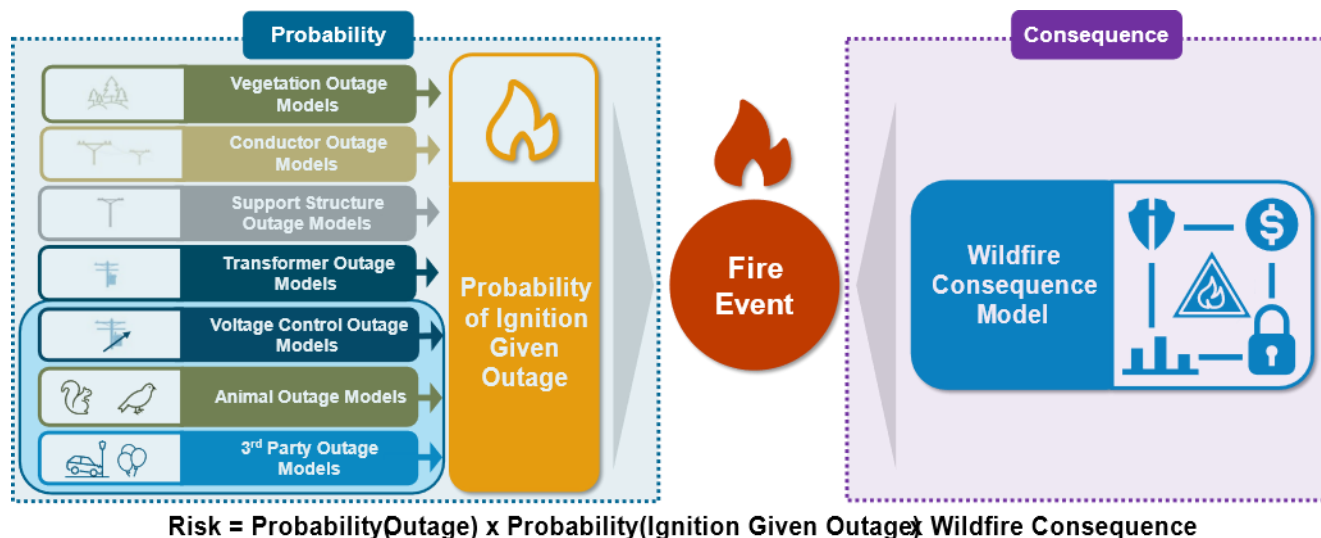 Probability
Consequence
Vegetation Outage
Models
Conductor Outage
Models
Support Structure
Outage Models
Transformer Outage
Models
Voltage Control Outage
Models
Animal Outage Models
3rd Party Outage
Models
Probability
of Ignition
Given
Outage
Fire
Event
Wildfire
Consequence
Model
$
Risk = Probability(Outage) x Probability(Ignition Given Outage) x Wildfire Consequence